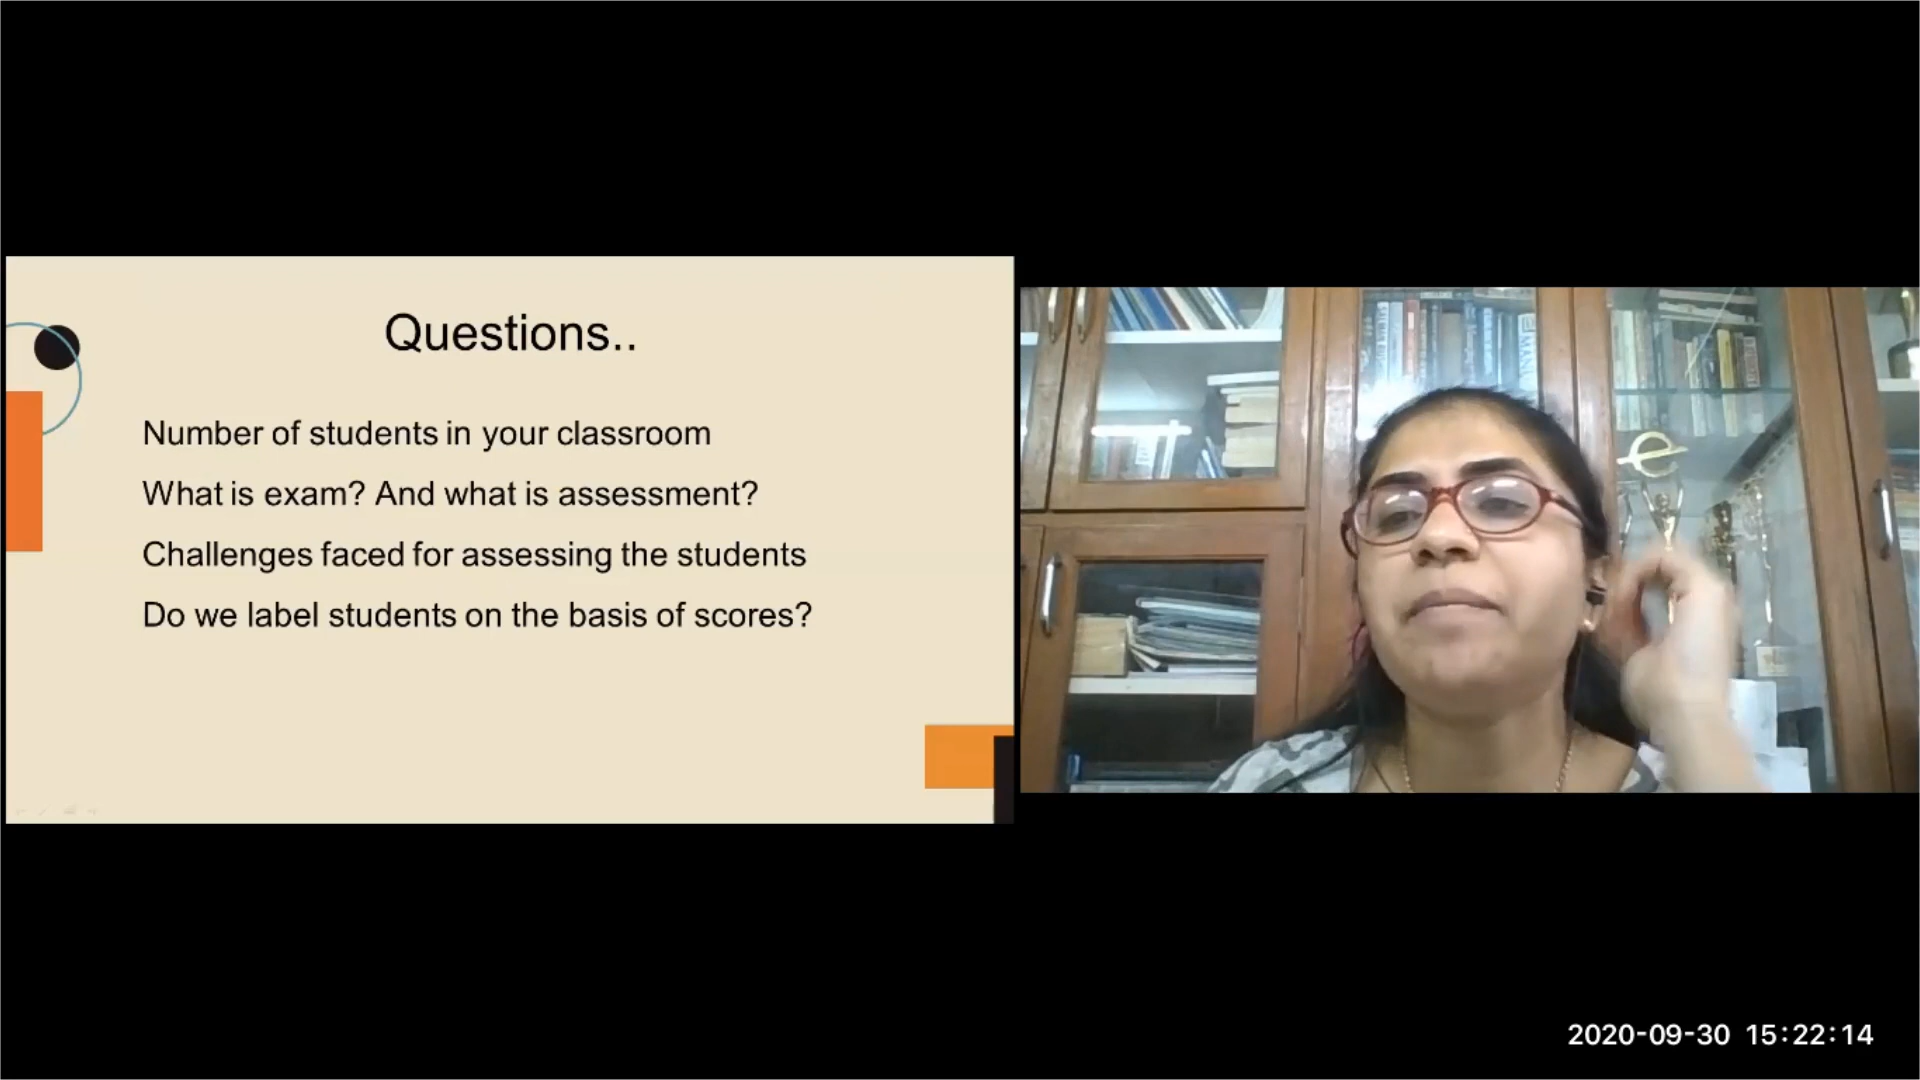 Questions..
Number of students in your classroom
What is exam? And what is assessment?
Challenges faced for assessing the students
Do we label students on the basis of scores?
2020-09-30 15:22:14